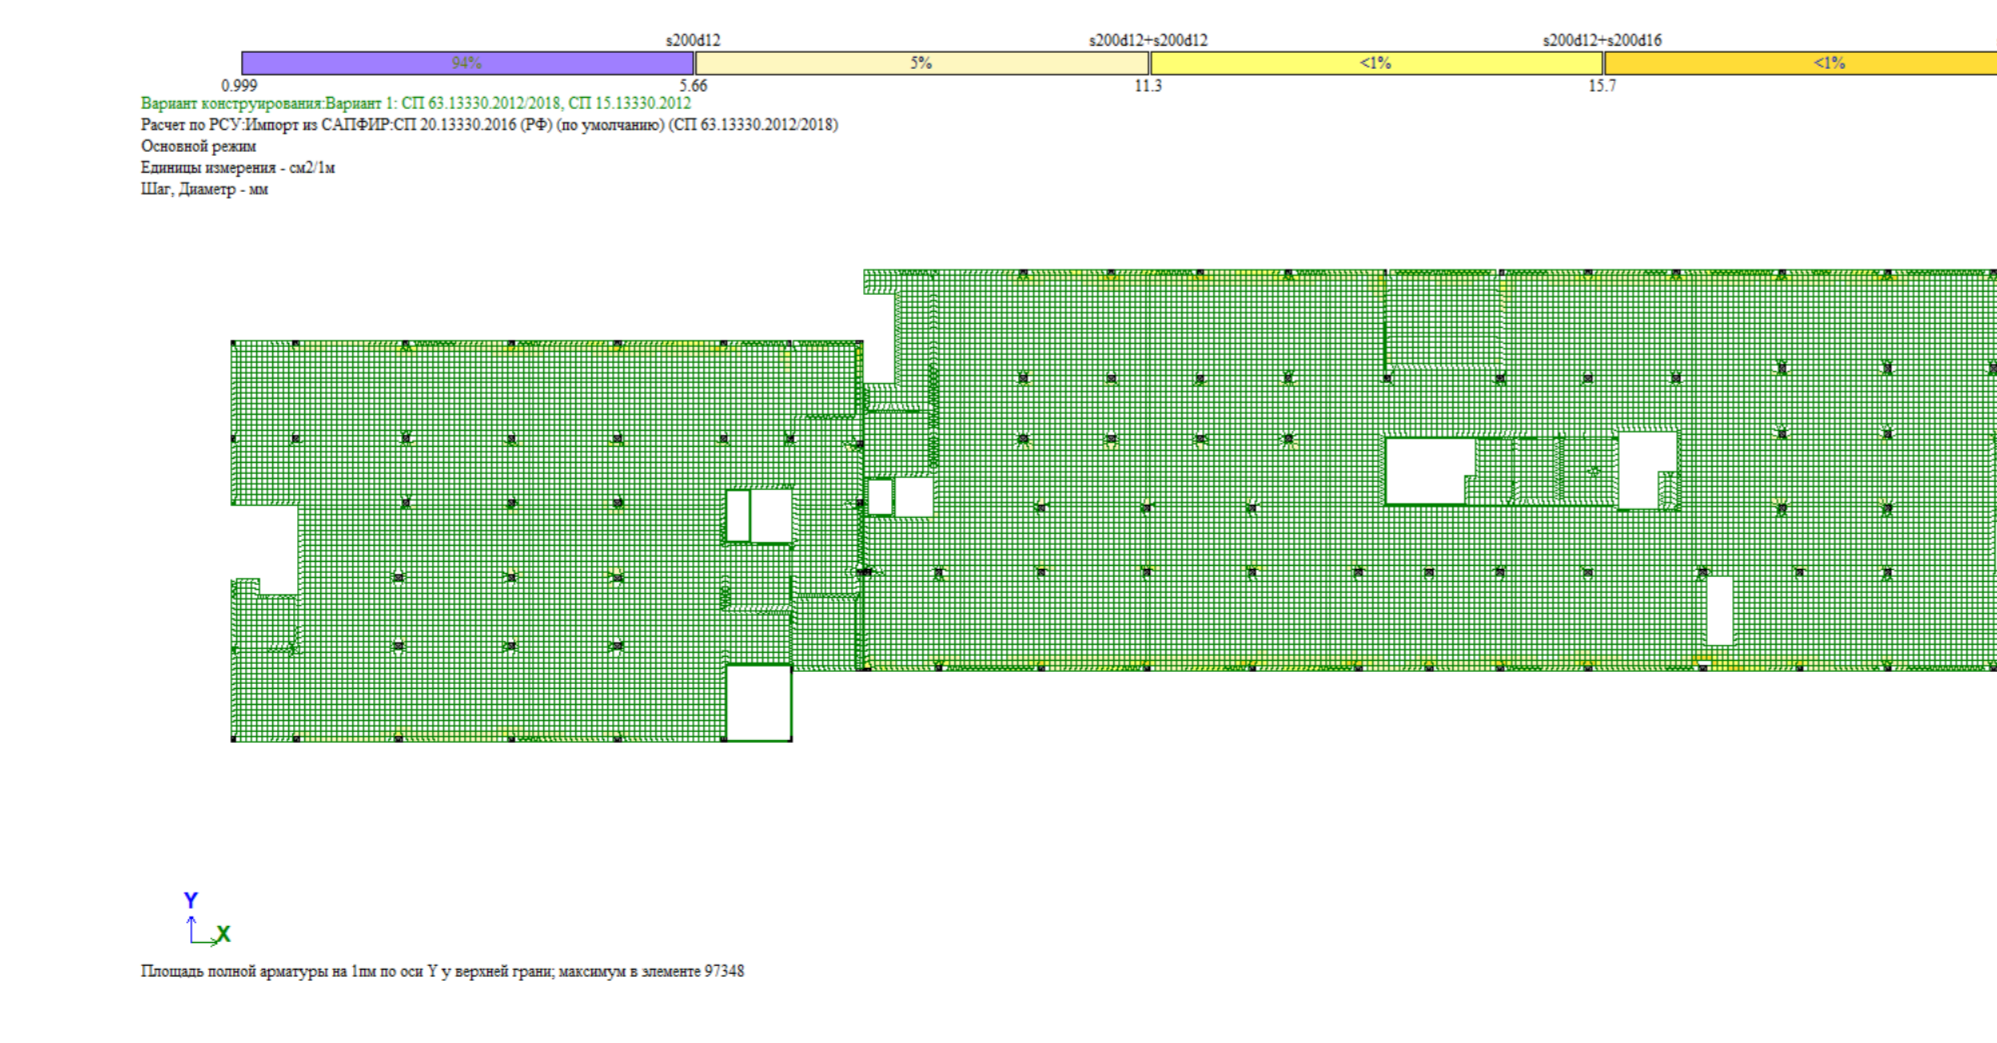 s200d12 s200d12+s200d12 s200d12+s200d16
94% 5% <1% <1%
0.999 5.66 11.3 15.7
Вариант конструирования:Вариант 1: СП 63.13330.2012/2018, СП 15.13330.2012
Расчет по РСУ:Импорт из САПФИР:СП 20.13330.2016 (РФ) (по умолчанию) (СП 63.13330.2012/2018)
Основной режим
Единицы измерения - см2/1м
Шаг, Диаметр - мм
Y
X
Площадь полной арматуры на 1пм по оси Y у верхней грани; максимум в элементе 97348